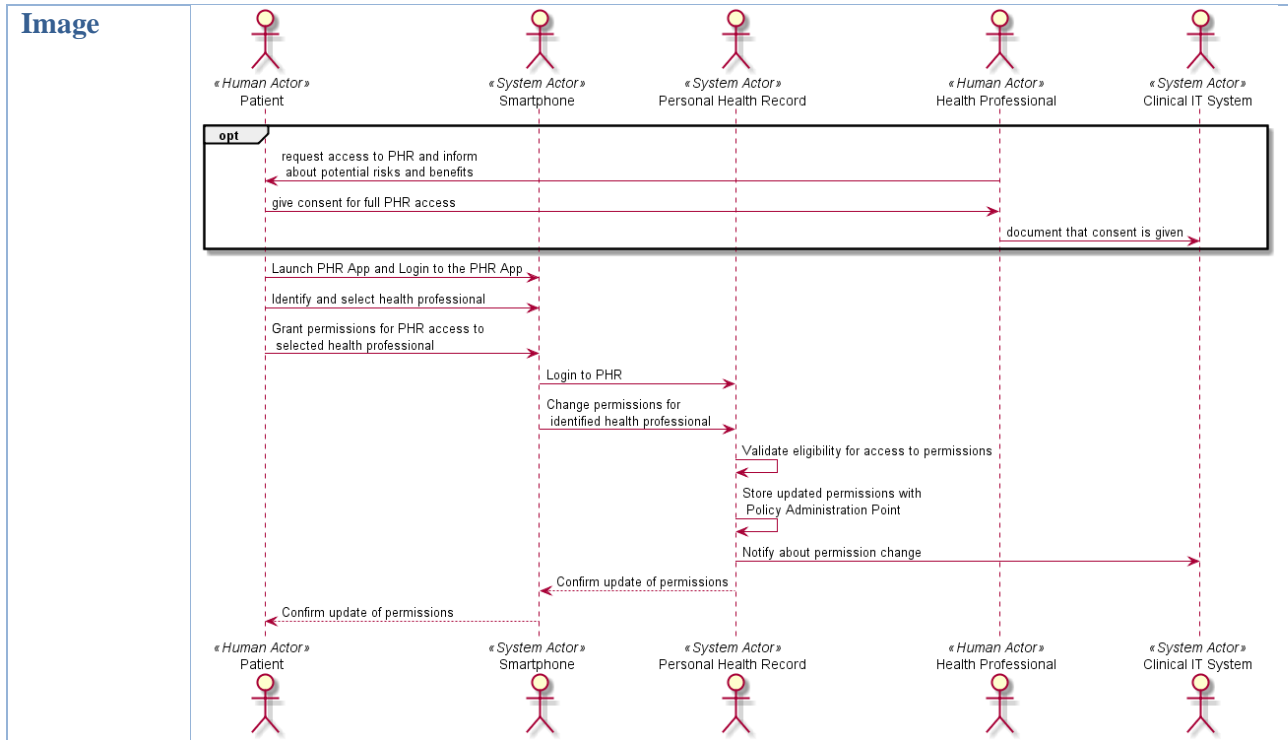 Image
«Human Actor»
Patient
«System Actor»
Smartphone
«System Actor»
Personal Health Record
«Human Actor»
Health Professional
«System Actor»
Clinical IT System
opt
request access to PHR and inform
about potential risks and benefits
give consent for full PHR access
document that consent is given
Launch PHR App and Login to the PHR App
Identify and select health professional
Grant permissions for PHR access to
selected health professional
Login to PHR
Change permissions for
identified health professional
Validate eligibility for access to permissions
Store updated permissions with
Policy Administration Point
Notify about permission change
Confirm update of permissions
Confirm update of permissions
«Human Actor»
Patient
«System Actor»
Smartphone
«System Actor»
Personal Health Record
«Human Actor»
Health Professional
«System Actor»
Clinical IT System